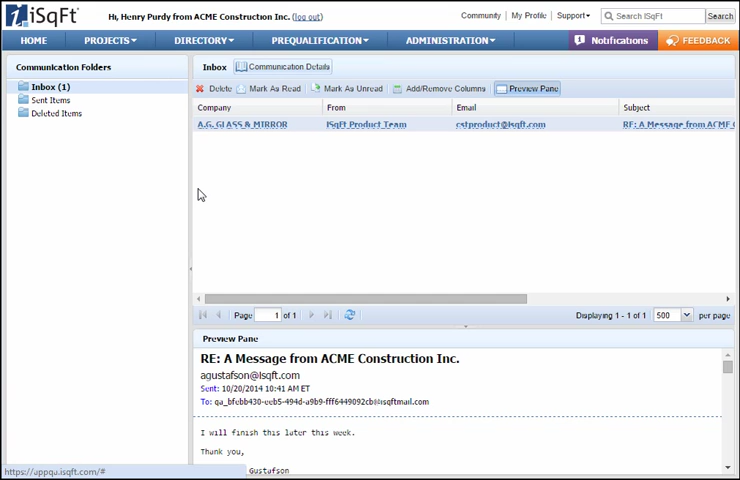 iSqFt
Hi, Henry Purdy from ACME Construction Inc. (log out)
Community My Profile Support
Search iSqFt Search
HOME PROJECTS DIRECTORY PREQUALIFICATION ADMINISTRATION Notifications FEEDBACK
Communication Folders
Inbox (1)
Sent Items
Deleted Items
Inbox Communication Details
Delete Mark As Read Mark As Unread Add/Remove Columns Preview Pane
Company From Email Subject
A.G. GLASS & MIRROR iSqFt Product Team cstproduct@isqft.com RE: A Message from ACME
Page 1 of 1 Displaying 1 - 1 of 1 500 per page
Preview Pane
RE: A Message from ACME Construction Inc.
agustafson@isqft.com
Sent: 10/20/2014 10:41 AM ET
To: qa_bfebb430-eeb5-494d-a9b9-fff6449092cb@isqftmail.com
I will finish this later this week.
Thank you,
Gustafson
https://appqa.isqft.com/#